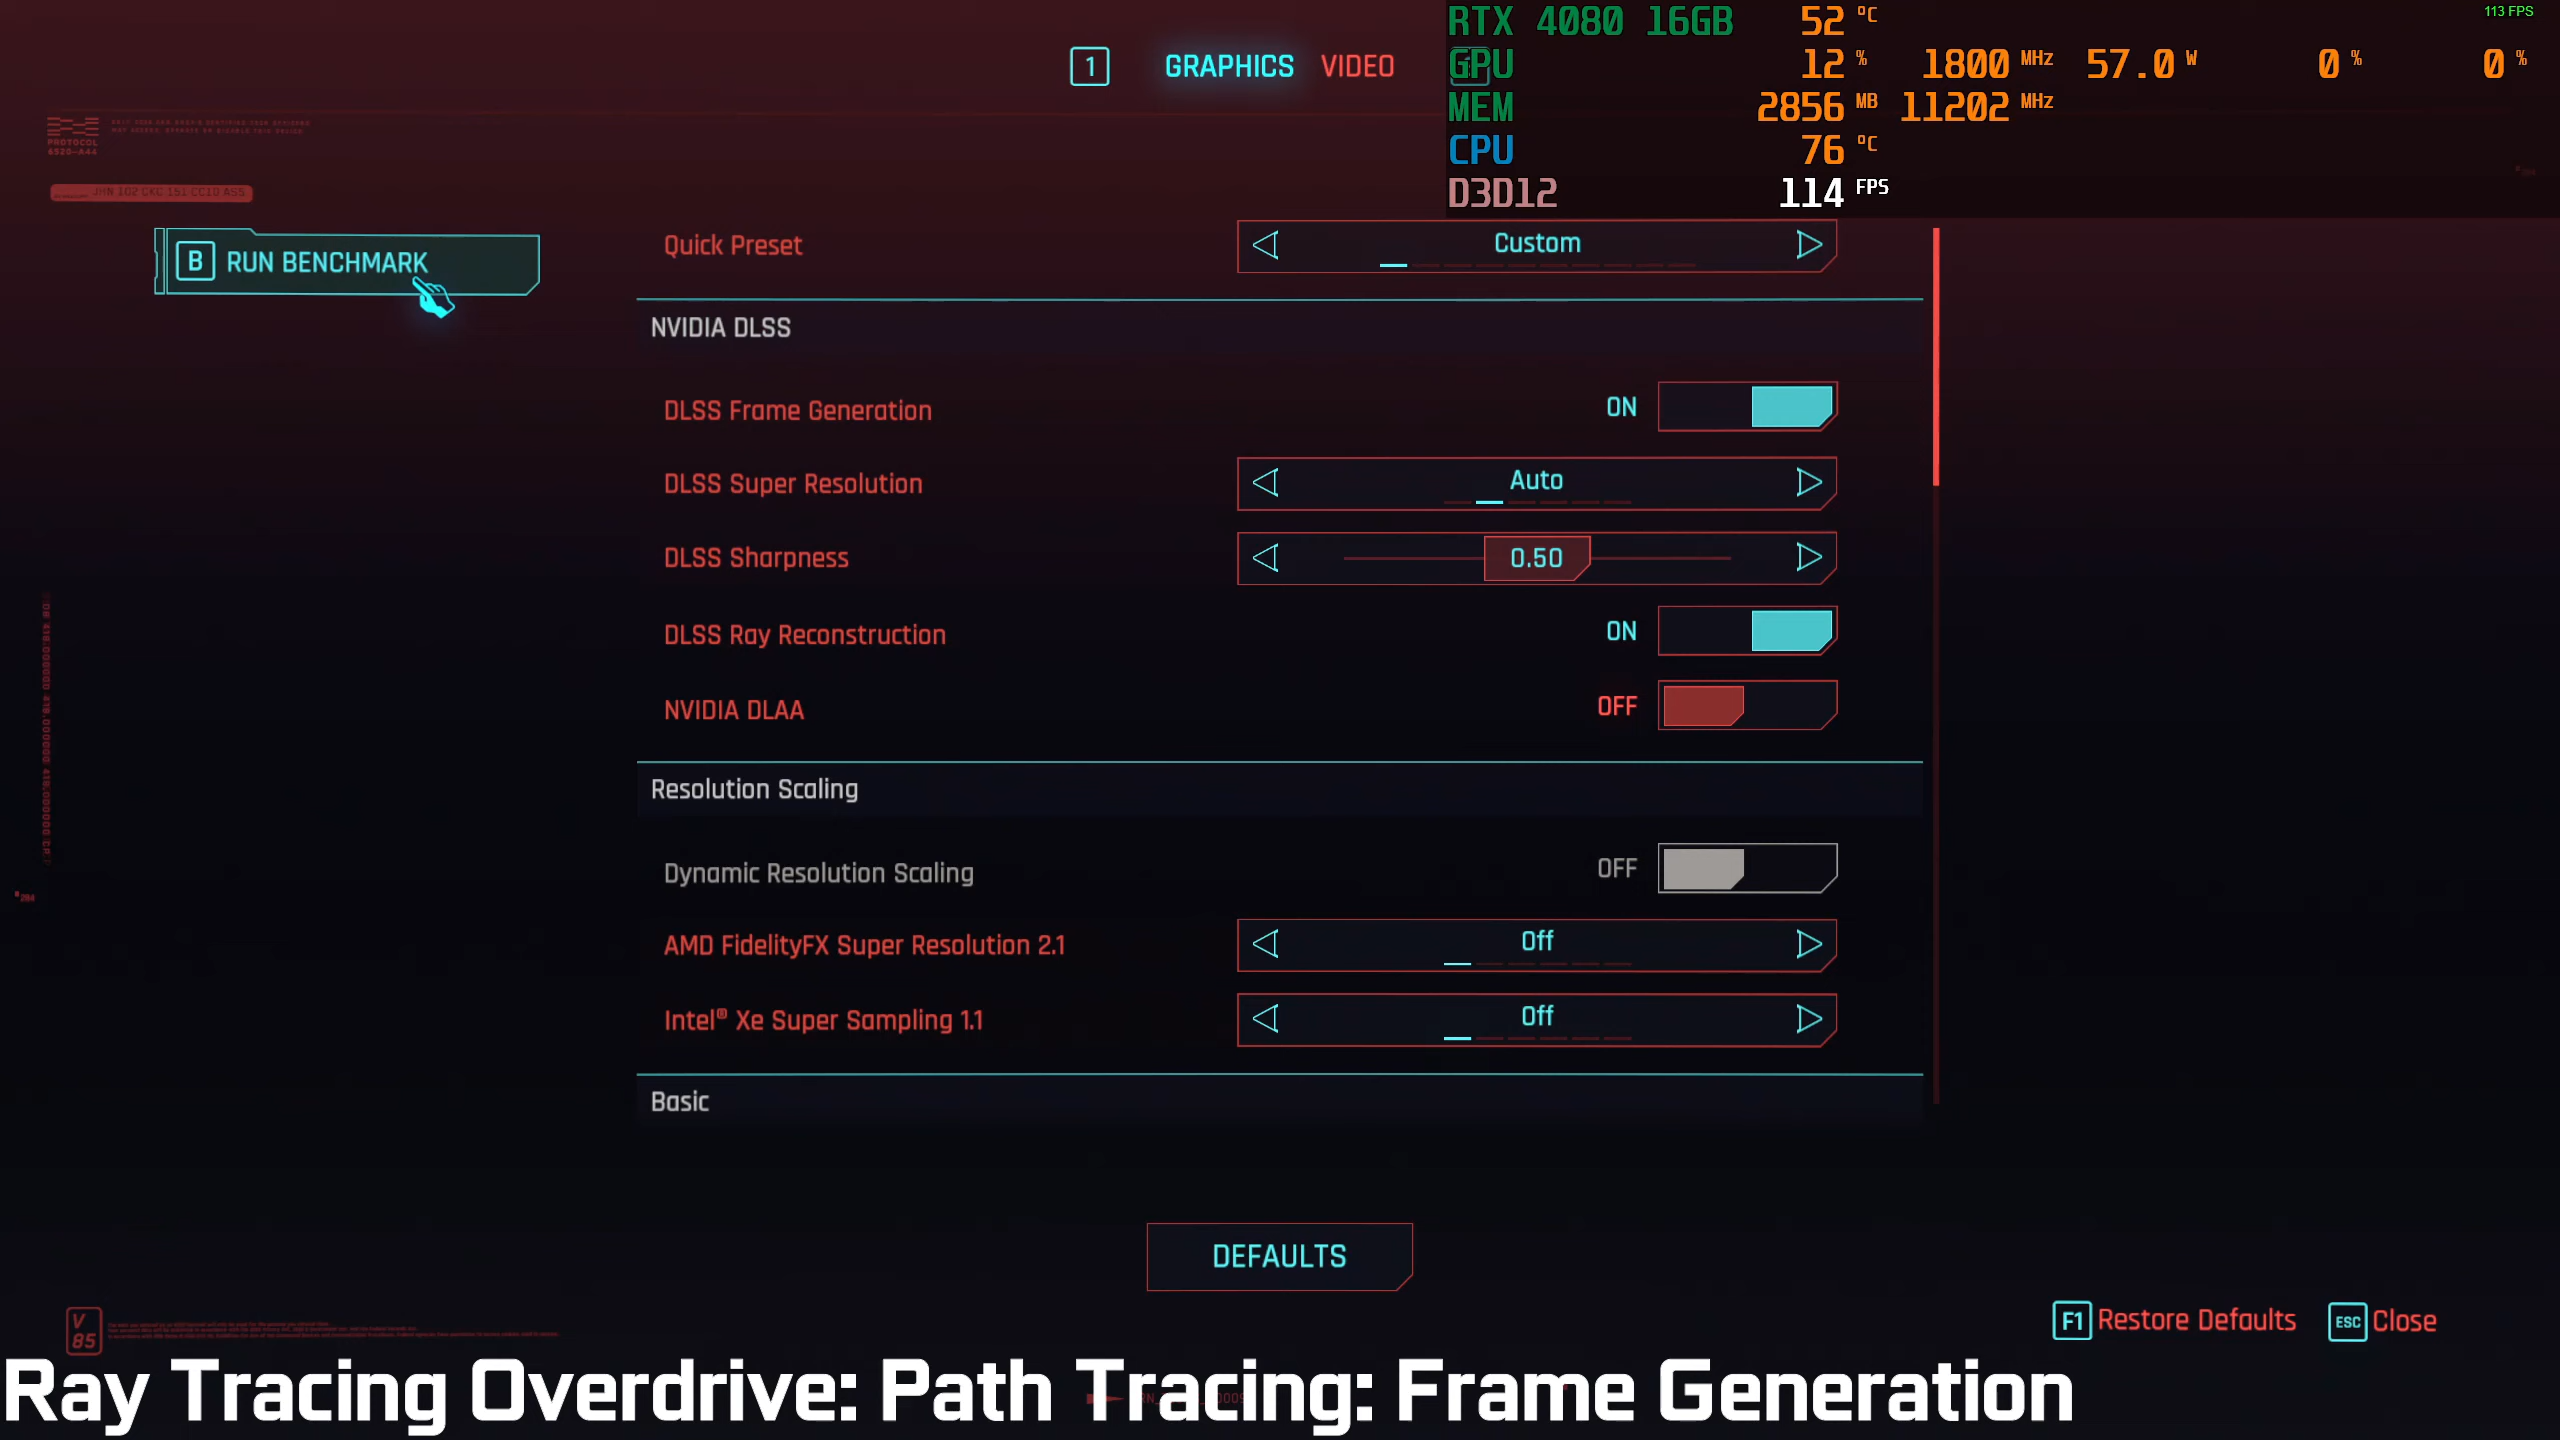 RTX 4080 16GB 52 °C
113 FPS
1 GRAPHICS VIDEO
GPU 12 % 1800 MHz 57.0 W 0 % 0 %
MEM 2856 MB 11202 MHz
CPU 76 °C
D3D12 114 FPS
PROTOCOL
6520-A44
B RUN BENCHMARK
Quick Preset Custom
NVIDIA DLSS
DLSS Frame Generation ON
DLSS Super Resolution Auto
DLSS Sharpness 0.50
DLSS Ray Reconstruction ON
NVIDIA DLAA OFF
Resolution Scaling
Dynamic Resolution Scaling OFF
AMD FidelityFX Super Resolution 2.1 Off
Intel® Xe Super Sampling 1.1 Off
Basic
DEFAULTS
F1 Restore Defaults ESC Close
V
85
Ray Tracing Overdrive: Path Tracing: Frame Generation